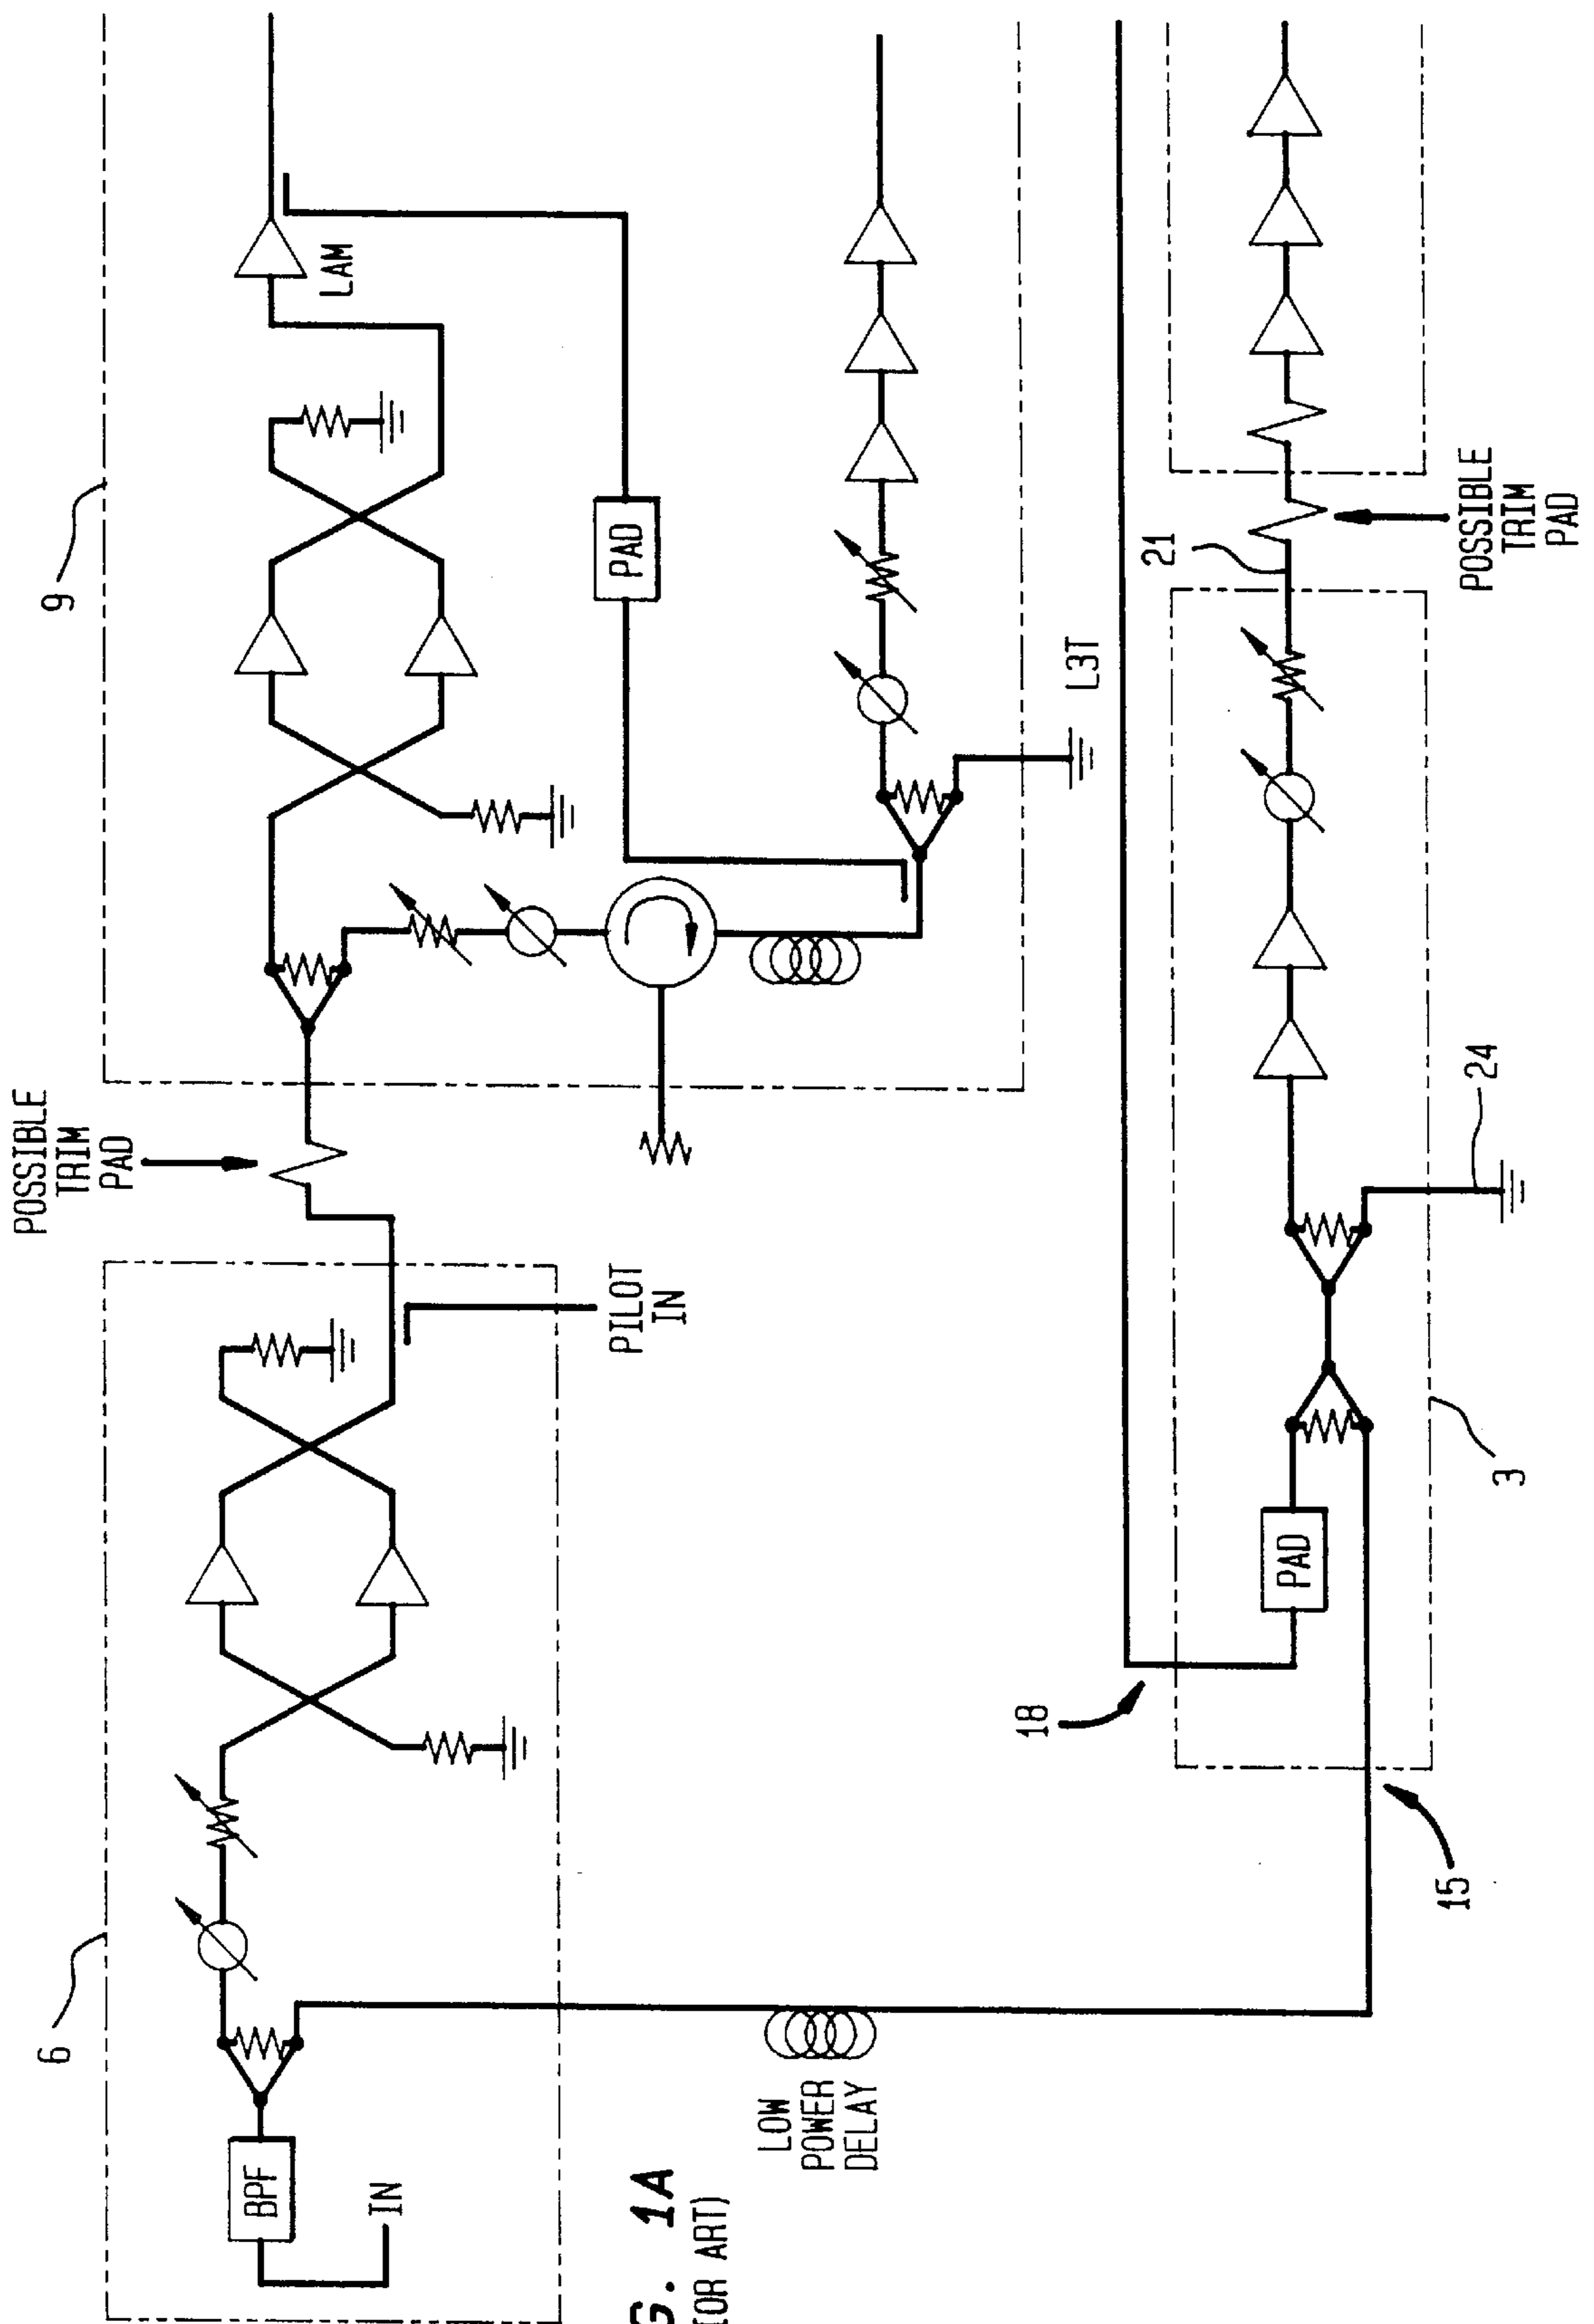 6
BPF
IN
POSSIBLE
TRIM
PAD
PILOT
IN
9
LAM
PAD
L3T
LOW
POWER
DELAY
18
15
PAD
3
24
21
POSSIBLE
TRIM
PAD
G. 1A
IOR ART)